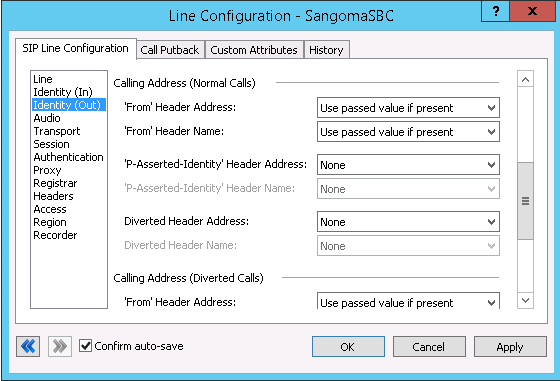 Line Configuration - SangomaSBC
? X
SIP Line Configuration Call Putback Custom Attributes History
Line
Identity (In)
Identity (Out)
Audio
Transport
Session
Authentication
Proxy
Registrar
Headers
Access
Region
Recorder
Calling Address (Normal Calls)
'From' Header Address: Use passed value if present
'From' Header Name: Use passed value if present
'P-Asserted-Identity' Header Address: None
'P-Asserted-Identity' Header Name: None
Diverted Header Address: None
Diverted Header Name: None
Calling Address (Diverted Calls)
'From' Header Address: Use passed value if present
Confirm auto-save OK Cancel Apply